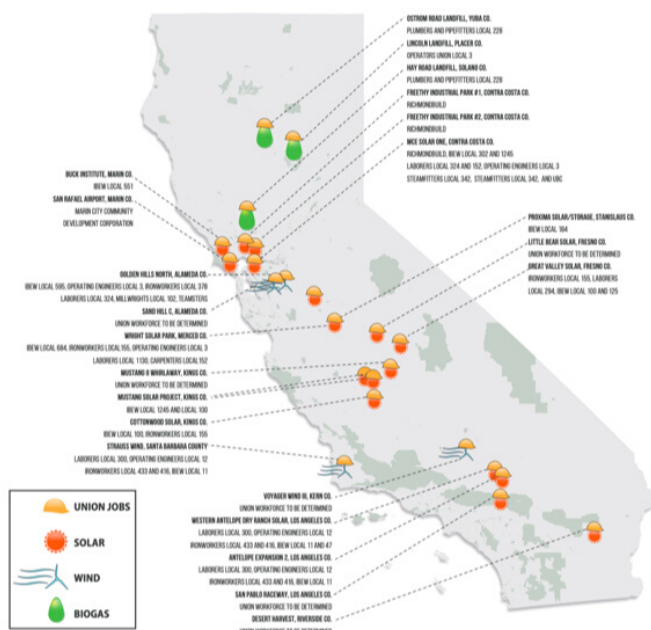 OSTROM ROAD LANDFILL, YUBA CO.
PLUMBERS AND PIPEFITTERS LOCAL 228
LINCOLN LANDFILL, PLACER CO.
OPERATORS UNION LOCAL 3
HAY ROAD LANDFILL, SOLANO CO.
PLUMBERS AND PIPEFITTERS LOCAL 228
FREETHY INDUSTRIAL PARK #1, CONTRA COSTA CO.
RICHMONDBUILD
FREETHY INDUSTRIAL PARK #2, CONTRA COSTA CO.
RICHMONDBUILD
MCE SOLAR ONE, CONTRA COSTA CO.
RICHMONDBUILD, IBEW LOCAL 302 AND 1245
LABORERS LOCAL 324 AND 152, OPERATING ENGINEERS LOCAL 3
STEAMFITTERS LOCAL 342, STEAMFITTERS LOCAL 342, AND UBC
BUCK INSTITUTE, MARIN CO.
IBEW LOCAL 551
SAN RAFAEL AIRPORT, MARIN CO.
MARIN CITY COMMUNITY
DEVELOPMENT CORPORATION
PROXIMA SOLAR/STORAGE, STANISLAUS CO.
IBEW LOCAL 164
LITTLE BEAR SOLAR, FRESNO CO.
UNION WORKFORCE TO BE DETERMINED
GREAT VALLEY SOLAR, FRESNO CO.
IRONWORKERS LOCAL 155, LABORERS
LOCAL 294, IBEW LOCAL 100 AND 125
GOLDEN HILLS NORTH, ALAMEDA CO.
IBEW LOCAL 595, OPERATING ENGINEERS LOCAL 3, IRONWORKERS LOCAL 378
LABORERS LOCAL 324, MILLWRIGHTS LOCAL 102, TEAMSTERS
SAND HILL C, ALAMEDA CO.
UNION WORKFORCE TO BE DETERMINED
WRIGHT SOLAR PARK, MERCED CO.
IBEW LOCAL 684, IRONWORKERS LOCAL 155, OPERATING ENGINEERS LOCAL 3
LABORERS LOCAL 1130, CARPENTERS LOCAL 152
MUSTANG II WHIRLAWAY, KINGS CO.
UNION WORKFORCE TO BE DETERMINED
MUSTANG SOLAR PROJECT, KINGS CO.
IBEW LOCAL 1245 AND LOCAL 100
COTTONWOOD SOLAR, KINGS CO.
IBEW LOCAL 100, IRONWORKERS LOCAL 155
STRAUSS WIND, SANTA BARBARA COUNTY
LABORERS LOCAL 300, OPERATING ENGINEERS LOCAL 12
IRONWORKERS LOCAL 433 AND 416, IBEW LOCAL 11
VOYAGER WIND III, KERN CO.
UNION WORKFORCE TO BE DETERMINED
WESTERN ANTELOPE DRY RANCH SOLAR, LOS ANGELES CO.
LABORERS LOCAL 300, OPERATING ENGINEERS LOCAL 12
IRONWORKERS LOCAL 433 AND 416, IBEW LOCAL 11 AND 47
ANTELOPE EXPANSION 2, LOS ANGELES CO.
LABORERS LOCAL 300, OPERATING ENGINEERS LOCAL 12
IRONWORKERS LOCAL 433 AND 416, IBEW LOCAL 11
SAN PABLO RACEWAY, LOS ANGELES CO.
UNION WORKFORCE TO BE DETERMINED
DESERT HARVEST, RIVERSIDE CO.
UNION JOBS
SOLAR
WIND
BIOGAS